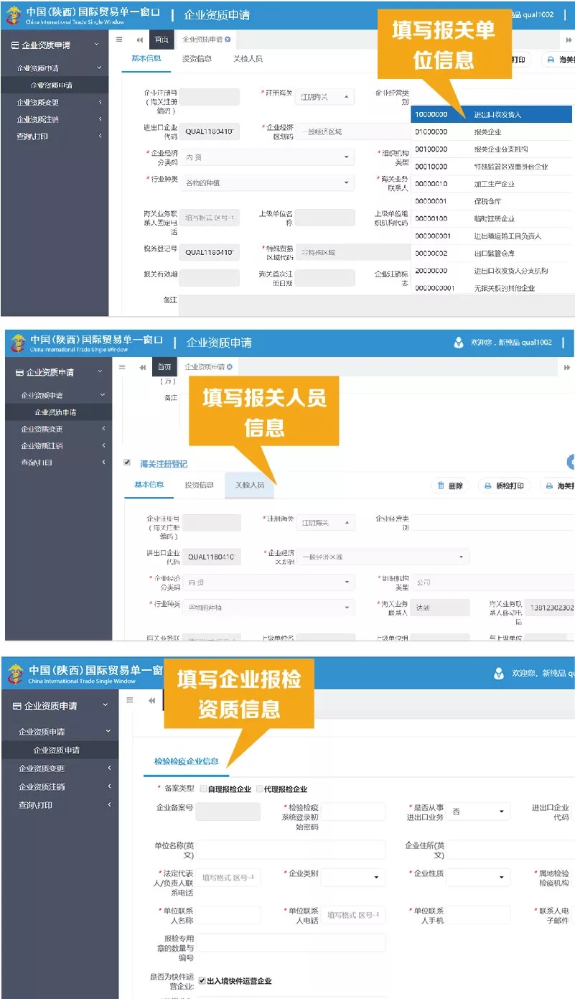 中国(陕西)国际贸易单一窗口
China International Trade Single Window
企业资质申请
qual1002
填写报关单
位信息
企业资质申请
企业资质申请
企业资质申请
企业资质变更
企业资质注销
查询\打印
首页
企业资质申请
基本信息
投资信息
关检人员
打印
海关
企业注册号
(海关注册
编码)
* 注册海关
江阴海关
企业经营类
别
进出口企业
代码
QUAL1180410
* 企业经济
区划码
一般经济区域
* 企业经济
分类码
内资
* 组织机构
类型
* 行业种类
谷物的种植
* 海关业务
联系人
海关业务联
系人固定电
话
填写格式 区号-
上级单位名
称
上级单位组
织机构代码
税务登记号
QUAL1180410
* 特殊贸易
区域代码
非特殊区域
报关有效期
海关首次注
册日期
企业注销标
志
备注
10000000 进出口收发货人
01000000 报关企业
00100000 报关企业分支机构
00010000 特殊监管区双重身份企业
00000010 加工生产企业
00000001 保税仓库
00000100 临时注册企业
000000001 进出境运输工具负责人
00000002 出口监管仓库
20000000 进出口收发货人分支机构
0000000001 无报关权的其他企业
中国(陕西)国际贸易单一窗口
China International Trade Single Window
企业资质申请
欢迎您，新纯品 qual1002
企业资质申请
企业资质申请
企业资质申请
企业资质变更
企业资质注销
查询\打印
首页
企业资质申请
(万)
备注
填写报关人员
信息
海关注册登记
基本信息
投资信息
关检人员
删除
质检打印
海关
企业注册号
(海关注册
编码)
* 注册海关
江阴海关
企业经营类
别
进出口企业
代码
QUAL1180410
* 企业经济
区划码
一般经济区域
* 企业经济
分类码
内资
* 组织机构
类型
公司
* 行业种类
谷物的种植
* 海关业务
联系人
达到
海关业务联
系人移动电
话
13812302302
海关业务联
上级单位名
上级单位组
与上级单位
中国(陕西)国际贸易单一窗
China International Trade Single Window
填写企业报检
资质信息
欢迎您，新纯品 qu
企业资质申请
企业资质申请
企业资质申请
企业资质变更
企业资质注销
查询\打印
检验检疫企业信息
* 备案类型 自理报检企业 代理报检企业
企业备案号
* 检验检疫
系统登录初
始密码
* 是否从事
进出口业务
否
进出口企业
代码
单位名称(英
文)
企业住所(英
文)
* 法定代表
人/负责人联
系电话
填写格式 区号-
* 企业类别
* 企业性质
* 属地检验
检疫机构
* 单位联系
人名称
* 单位联系
人电话
填写格式 区号-
* 单位联系
人手机
* 联系人电
子邮件
报检专用
章的数量与
编号
是否为快件运
营企业:
出入境快件运营企业